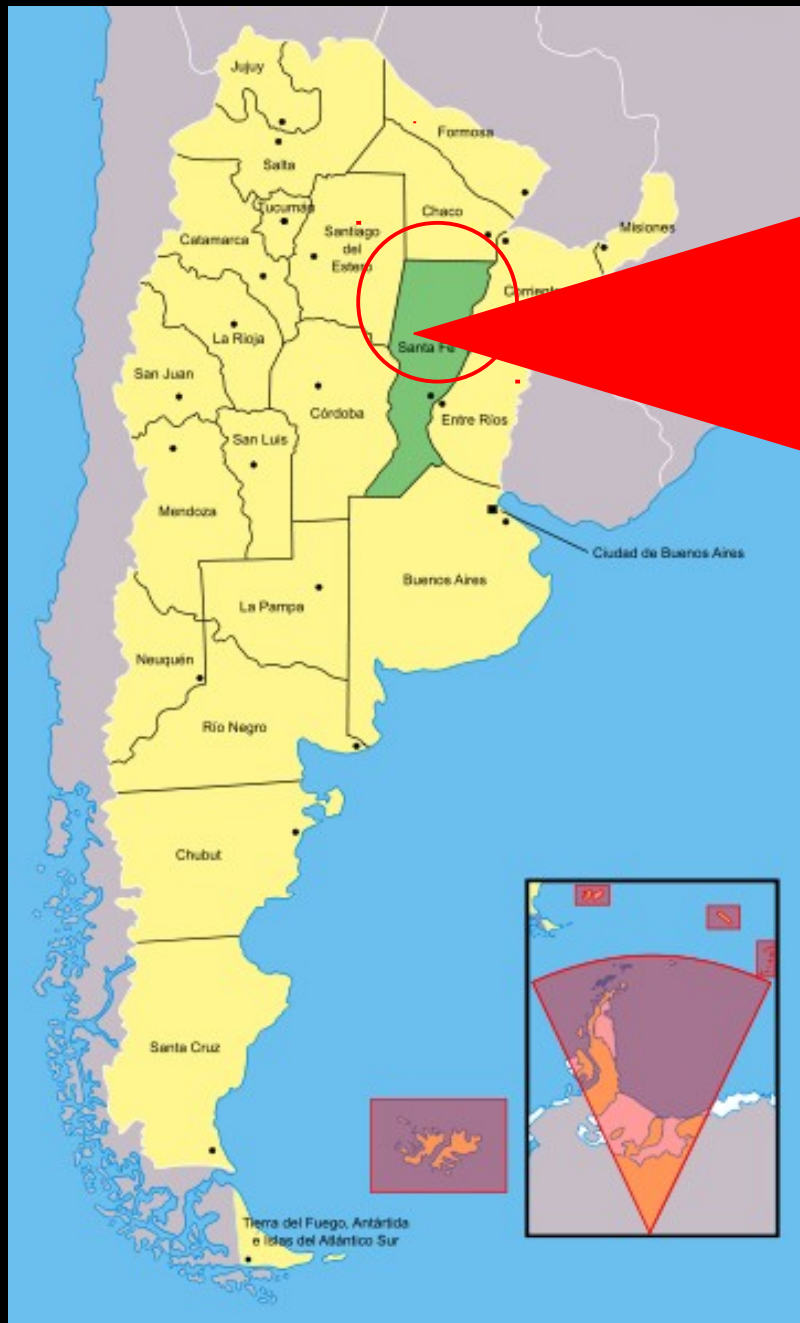 Jujuy
Formosa
Salta
Chaco
Tucumán
Misiones
Santiago
del
Estero
Catamarca
La Rioja
Santa Fe
San Juan
Córdoba
Entre Ríos
San Luis
Mendoza
Ciudad de Buenos Aires
Buenos Aires
La Pampa
Neuquén
Río Negro
Chubut
Santa Cruz
Tierra del Fuego, Antártida
e Islas del Atlántico Sur